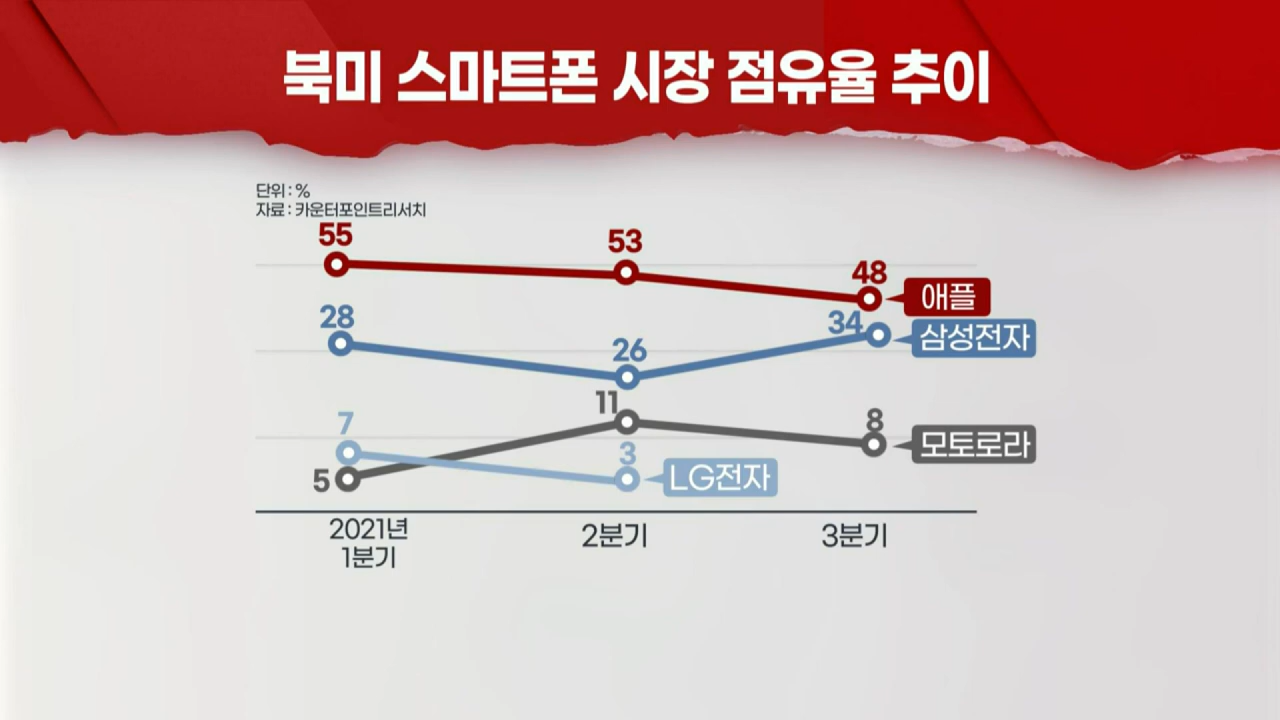 북미 스마트폰 시장 점유율 추이
단위 : %
자료 : 카운터포인트리서치
55
53
48
애플
28
26
34
삼성전자
11
8
모토로라
7
3
LG전자
5
2021년
1분기
2분기
3분기